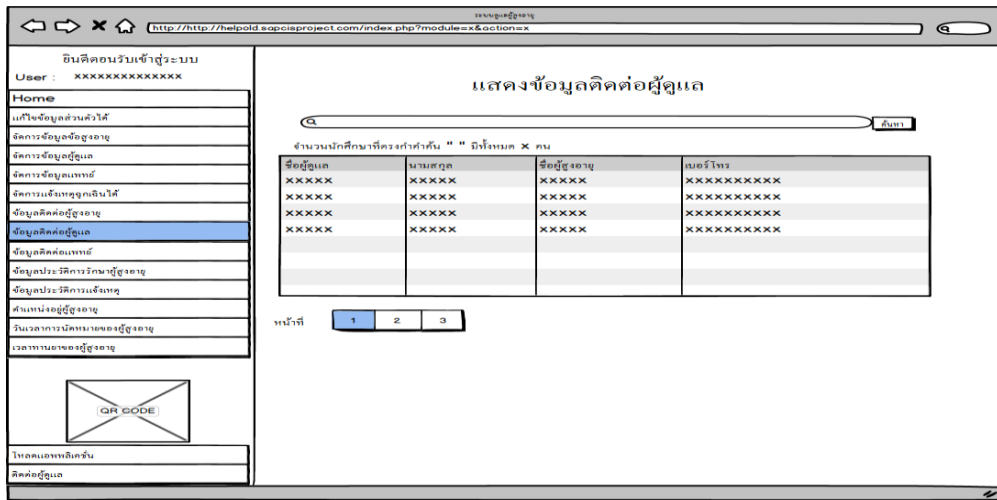 ระบบดูแลผู้สูงอายุ
http://http://helpold.sapcisproject.com/index.php?module=x&action=x
ยินดีตอนรับเข้าสู่ระบบ
User : xxxxxxxxxxxxxx
Home
แก้ไขข้อมูลส่วนตัวได้
จัดการข้อมูลข้อสูงอายุ
จัดการข้อมูลผู้ดูแล
จัดการข้อมูลแพทย์
จัดการแจ้งเหตุฉุกเฉินได้
ข้อมูลติดต่อผู้สูงอายุ
ข้อมูลติดต่อผู้ดูแล
ข้อมูลติดต่อแพทย์
ข้อมูลประวัติการรักษาผู้สูงอายุ
ข้อมูลประวัติการแจ้งเหตุ
ตำแหน่งอยู่ผู้สูงอายุ
วันเวลาการนัดหมายของผู้สูงอายุ
เวลาทานยาของผู้สูงอายุ
QR CODE
โหลดแอพพลิเคชั่น
ติดต่อผู้ดูแล
แสดงข้อมูลติดต่อผู้ดูแล
ค้นหา
จำนวนนักศึกษาที่ตรงกำคำค้น " " มีทั้งหมด x คน
ชื่อผู้ดูแล นามสกุล ชื่อผู้สูงอายุ เบอร์โทร
xxxxx xxxxx xxxxx xxxxxxxxxx
xxxxx xxxxx xxxxx xxxxxxxxxx
xxxxx xxxxx xxxxx xxxxxxxxxx
xxxxx xxxxx xxxxx xxxxxxxxxx
หน้าที่ 1 2 3